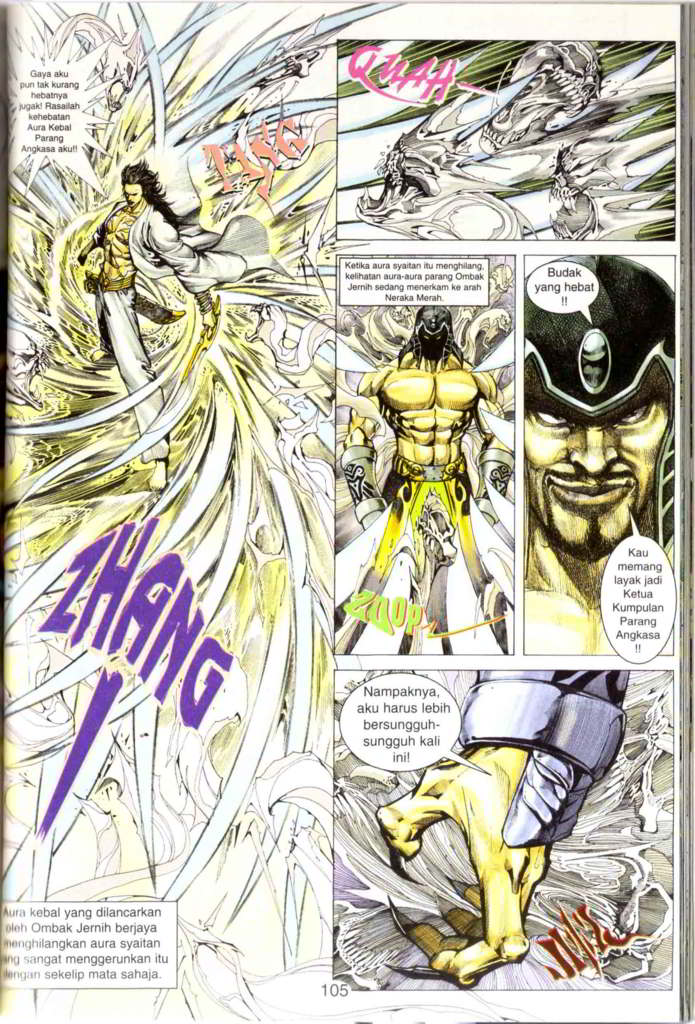 Gaya aku
pun tak kurang
hebatnya
jugak! Rasailah
kehebatan
Aura Kebal
Parang
Angkasa aku!!
TING
ZHANG!
Aura kebal yang dilancarkan
oleh Ombak Jernih berjaya
menghilangkan aura syaitan
yang sangat menggerunkan itu
dengan sekelip mata sahaja.
QUAH
Ketika aura syaitan itu menghilang,
kelihatan aura-aura parang Ombak
Jernih sedang menerkam ke arah
Neraka Merah.
ZUOP
Budak
yang hebat
!!
Kau
memang
layak jadi
Ketua
Kumpulan
Parang
Angkasa
!!
Nampaknya,
aku harus lebih
bersungguh-
sungguh kali
ini!
105